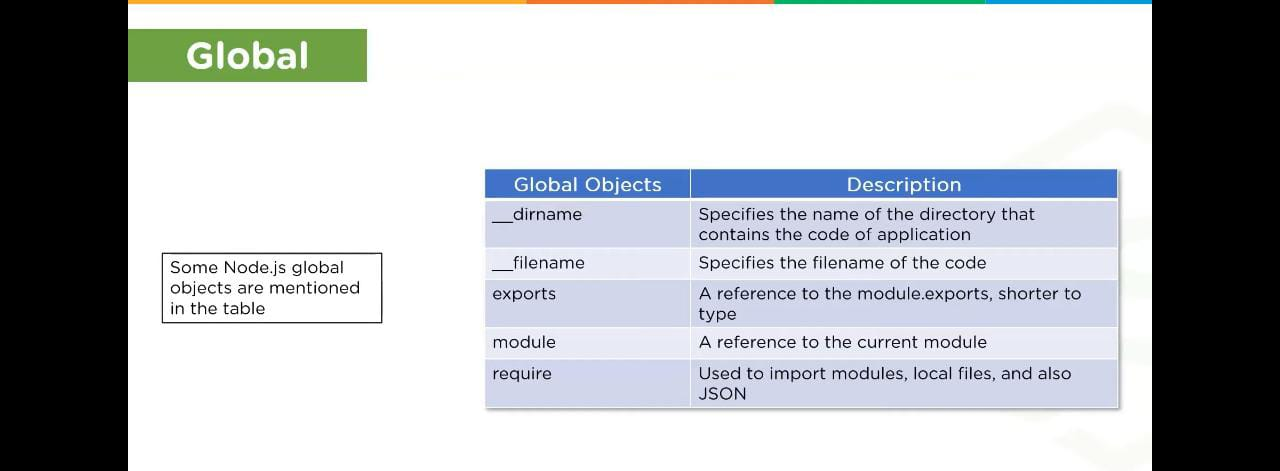 Global
Some Node.js global
objects are mentioned
in the table
Global Objects Description
__dirname Specifies the name of the directory that
contains the code of application
__filename Specifies the filename of the code
exports A reference to the module.exports, shorter to
type
module A reference to the current module
require Used to import modules, local files, and also
JSON